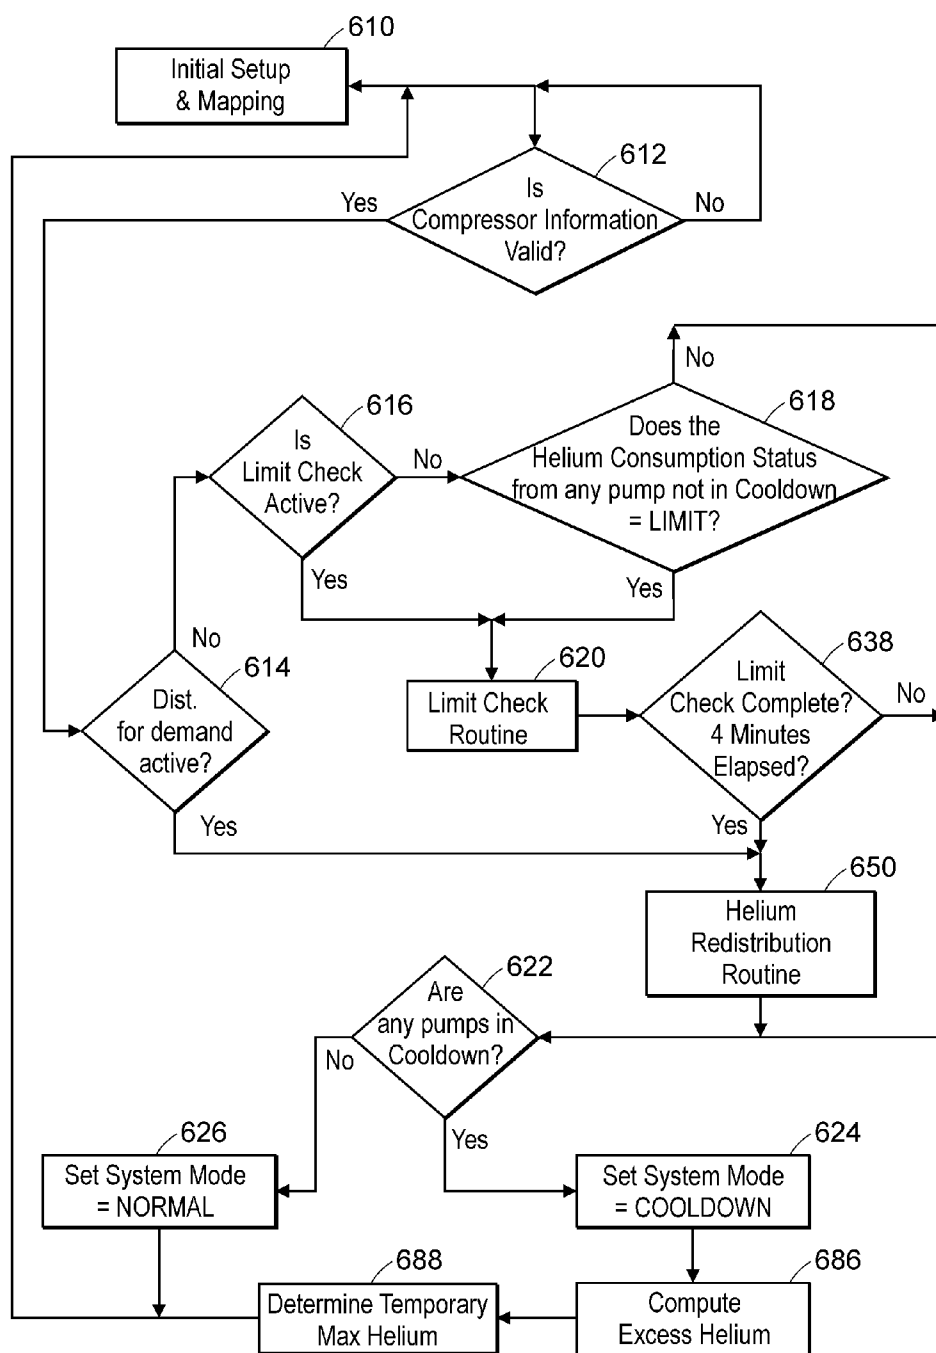 610
Initial Setup
& Mapping
612
Is
Compressor Information
Valid?
Yes
No
No
616
Is
Limit Check
Active?
No
618
Does the
Helium Consumption Status
from any pump not in Cooldown
= LIMIT?
Yes
Yes
No
614
Dist.
for demand
active?
Yes
620
Limit Check
Routine
638
Limit
Check Complete?
4 Minutes
Elapsed?
No
Yes
650
Helium
Redistribution
Routine
622
Are
any pumps in
Cooldown?
No
Yes
626
Set System Mode
= NORMAL
624
Set System Mode
= COOLDOWN
688
Determine Temporary
Max Helium
686
Compute
Excess Helium